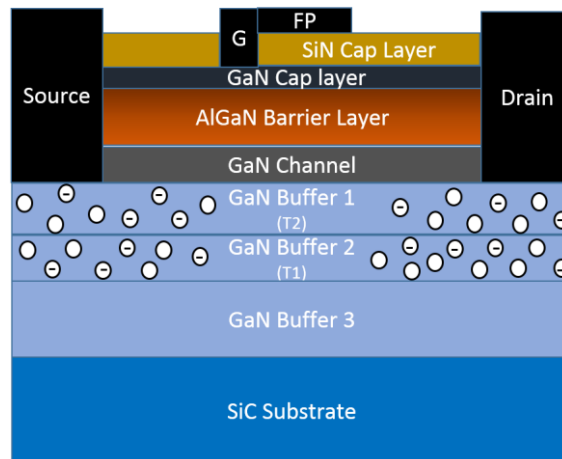 FP
G
SiN Cap Layer
GaN Cap layer
Source
Drain
AlGaN Barrier Layer
GaN Channel
GaN Buffer 1
(T2)
GaN Buffer 2
(T1)
GaN Buffer 3
SiC Substrate